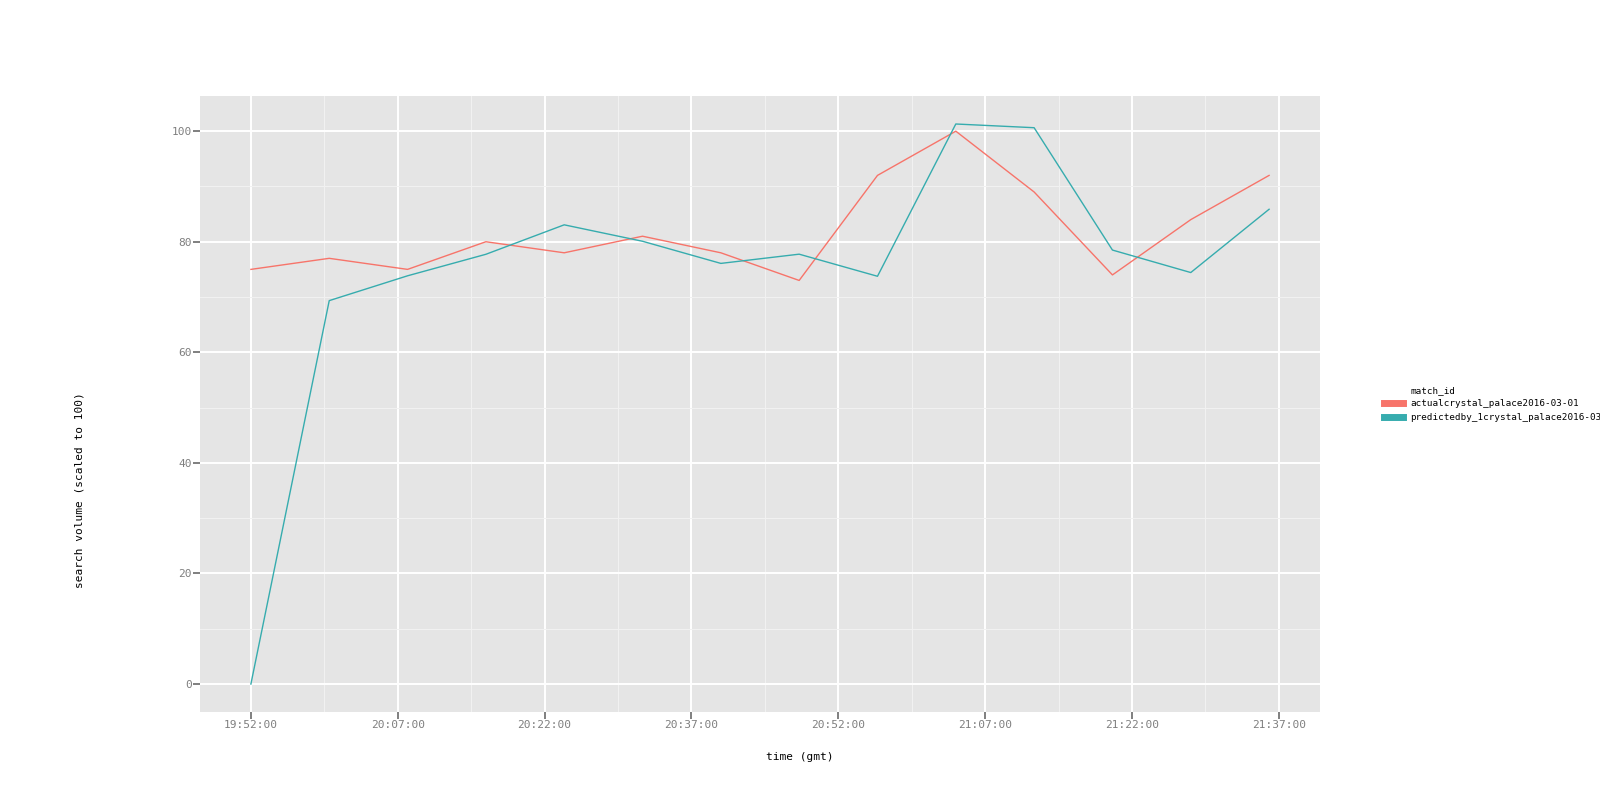 100
80
60
40
20
0
search volume (scaled to 100)
19:52:00 20:07:00 20:22:00 20:37:00 20:52:00 21:07:00 21:22:00 21:37:00
time (gmt)
match_id
actualcrystal_palace2016-03-01
predictedby_1crystal_palace2016-03